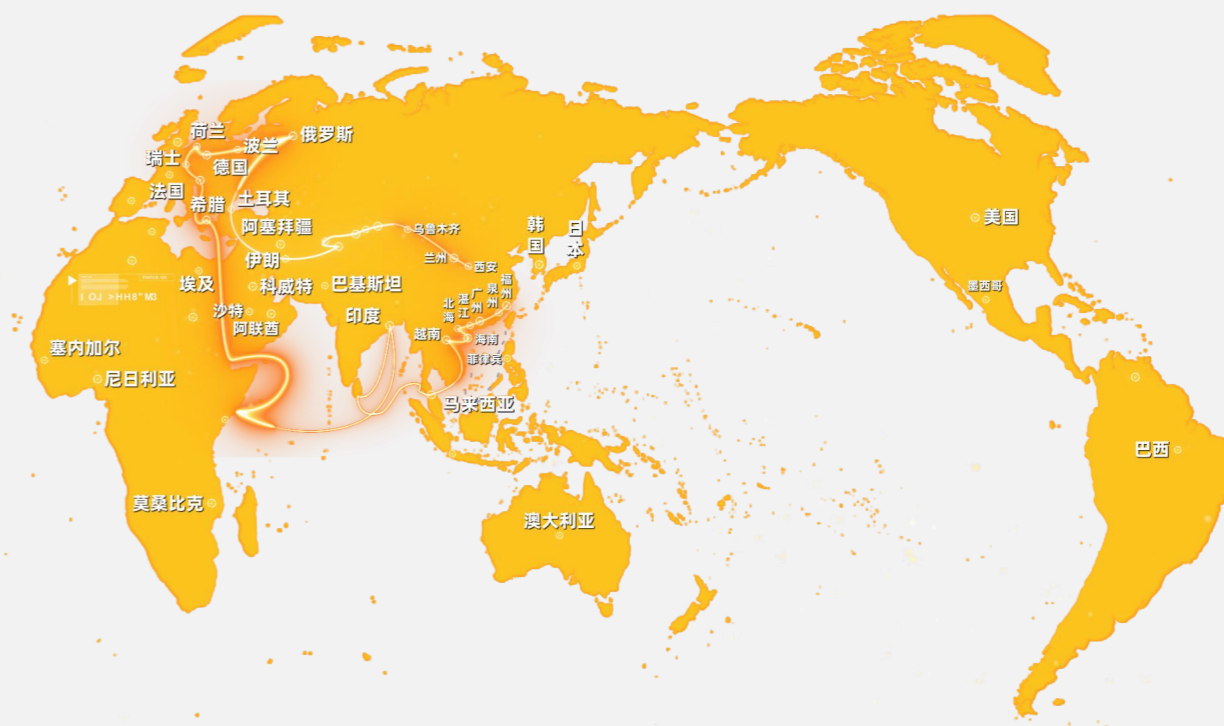 荷兰
俄罗斯
波兰
瑞士
德国
法国
土耳其
希腊
阿塞拜疆
乌鲁木齐
韩国
日本
美国
伊朗
兰州
西安
埃及
科威特
巴基斯坦
福州
泉州
广州
湛江
北海
墨西哥
I OJ >HH8"M3
沙特
阿联酋
印度
越南
海南
塞内加尔
菲律宾
尼日利亚
马来西亚
巴西
莫桑比克
澳大利亚